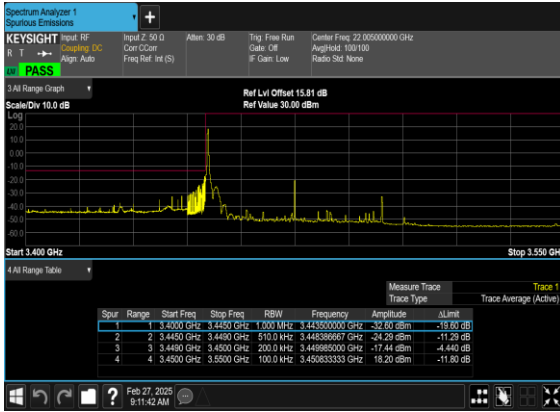 Spectrum Analyzer 1
Spurious Emissions
+
KEYSIGHT Input: RF Input Z: 50 Ω Atten: 30 dB Trig: Free Run Center Freq: 22.005000000 GHz
R T Coupling: DC Corr CCorr Gate: Off Avg|Hold: 100/100
Align: Auto Freq Ref: Int (S) IF Gain: Low Radio Std: None
PASS
3 All Range Graph
Ref Lvl Offset 15.81 dB
Scale/Div 10.0 dB Ref Value 30.00 dBm
Log
20.0
10.0
0.00
-10.0
-20.0
-30.0
-40.0
-50.0
-60.0
Start 3.400 GHz Stop 3.550 GH
4 All Range Table
Measure Trace Trace 1
Trace Type Trace Average (Active)
Spur Range Start Freq Stop Freq RBW Frequency Amplitude ΔLimit
1 1 3.4000 GHz 3.4450 GHz 1.000 MHz 3.443500000 GHz -32.60 dBm -19.60 dB
2 2 3.4450 GHz 3.4490 GHz 510.0 kHz 3.448386667 GHz -24.29 dBm -11.29 dB
3 3 3.4490 GHz 3.4500 GHz 200.0 kHz 3.449985000 GHz -17.44 dBm -4.440 dB
4 4 3.4500 GHz 3.5500 GHz 100.0 kHz 3.450833333 GHz 18.20 dBm -11.80 dB
? Feb 27, 2025
9:11:42 AM